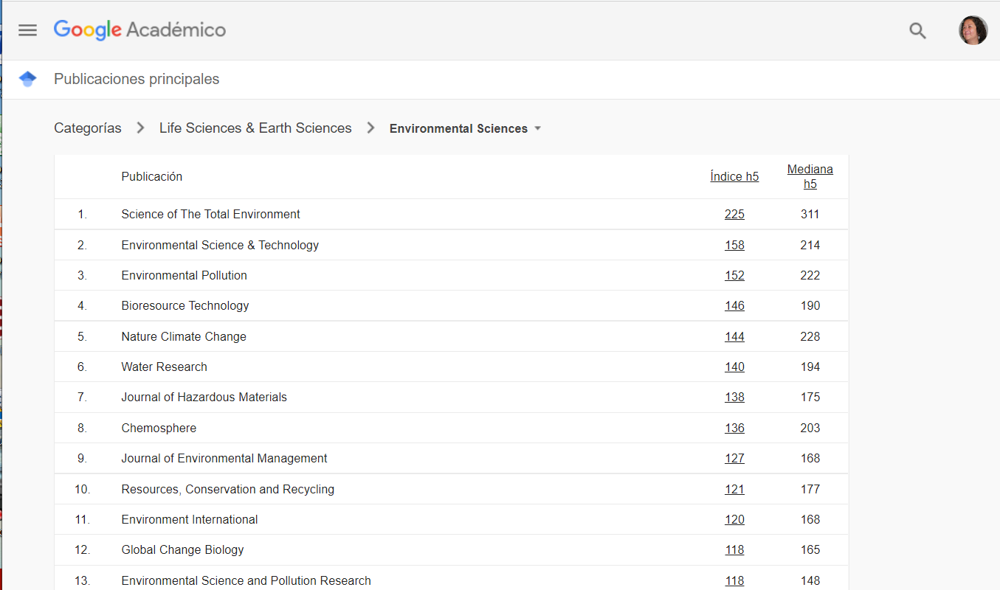 Google Académico
Publicaciones principales
Categorías Life Sciences & Earth Sciences Environmental Sciences
Publicación Índice h5 Mediana h5
1. Science of The Total Environment 225 311
2. Environmental Science & Technology 158 214
3. Environmental Pollution 152 222
4. Bioresource Technology 146 190
5. Nature Climate Change 144 228
6. Water Research 140 194
7. Journal of Hazardous Materials 138 175
8. Chemosphere 136 203
9. Journal of Environmental Management 127 168
10. Resources, Conservation and Recycling 121 177
11. Environment International 120 168
12. Global Change Biology 118 165
13. Environmental Science and Pollution Research 118 148